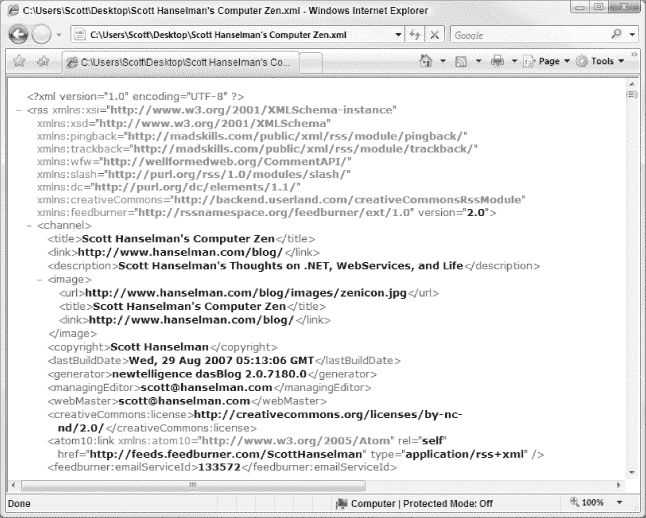 C:\Users\Scott\Desktop\Scott Hanselman's Computer Zen.xml - Windows Internet Explorer
C:\Users\Scott\Desktop\Scott Hanselman's Computer Zen.xml
Google
C:\Users\Scott\Desktop\Scott Hanselman's Co...
Page
Tools
<?xml version="1.0" encoding="UTF-8" ?>
- <rss xmlns:xsi="http://www.w3.org/2001/XMLSchema-instance"
xmlns:xsd="http://www.w3.org/2001/XMLSchema"
xmlns:pingback="http://madskills.com/public/xml/rss/module/pingback/"
xmlns:trackback="http://madskills.com/public/xml/rss/module/trackback/"
xmlns:wfw="http://wellformedweb.org/CommentAPI/"
xmlns:slash="http://purl.org/rss/1.0/modules/slash/"
xmlns:dc="http://purl.org/dc/elements/1.1/"
xmlns:creativeCommons="http://backend.userland.com/creativeCommonsRssModule"
xmlns:feedburner="http://rssnamespace.org/feedburner/ext/1.0" version="2.0">
- <channel>
<title>Scott Hanselman's Computer Zen</title>
<link>http://www.hanselman.com/blog/</link>
<description>Scott Hanselman's Thoughts on .NET, WebServices, and Life</description>
- <image>
<url>http://www.hanselman.com/blog/images/zenicon.jpg</url>
<title>Scott Hanselman's Computer Zen</title>
<link>http://www.hanselman.com/blog/</link>
</image>
<copyright>Scott Hanselman</copyright>
<lastBuildDate>Wed, 29 Aug 2007 05:13:06 GMT</lastBuildDate>
<generator>newtelligence dasBlog 2.0.7180.0</generator>
<managingEditor>scott@hanselman.com</managingEditor>
<webMaster>scott@hanselman.com</webMaster>
<creativeCommons:license>http://creativecommons.org/licenses/by-nc-
nd/2.0/</creativeCommons:license>
<atom10:link xmlns:atom10="http://www.w3.org/2005/Atom" rel="self"
href="http://feeds.feedburner.com/ScottHanselman" type="application/rss+xml" />
<feedburner:emailServiceId>133572</feedburner:emailServiceId>
Done
Computer | Protected Mode: Off
100%